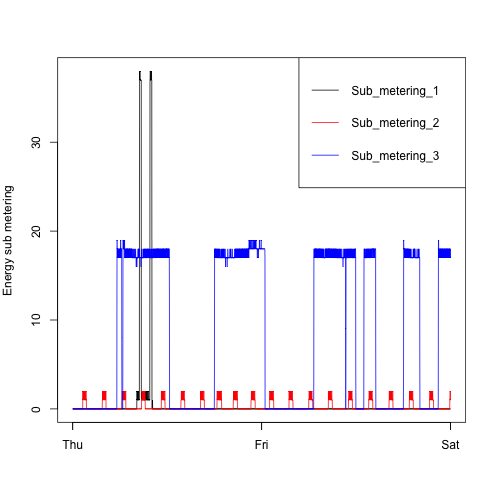 Sub_metering_1
Sub_metering_2
Sub_metering_3
Energy sub metering
30
20
10
0
Thu Fri Sat